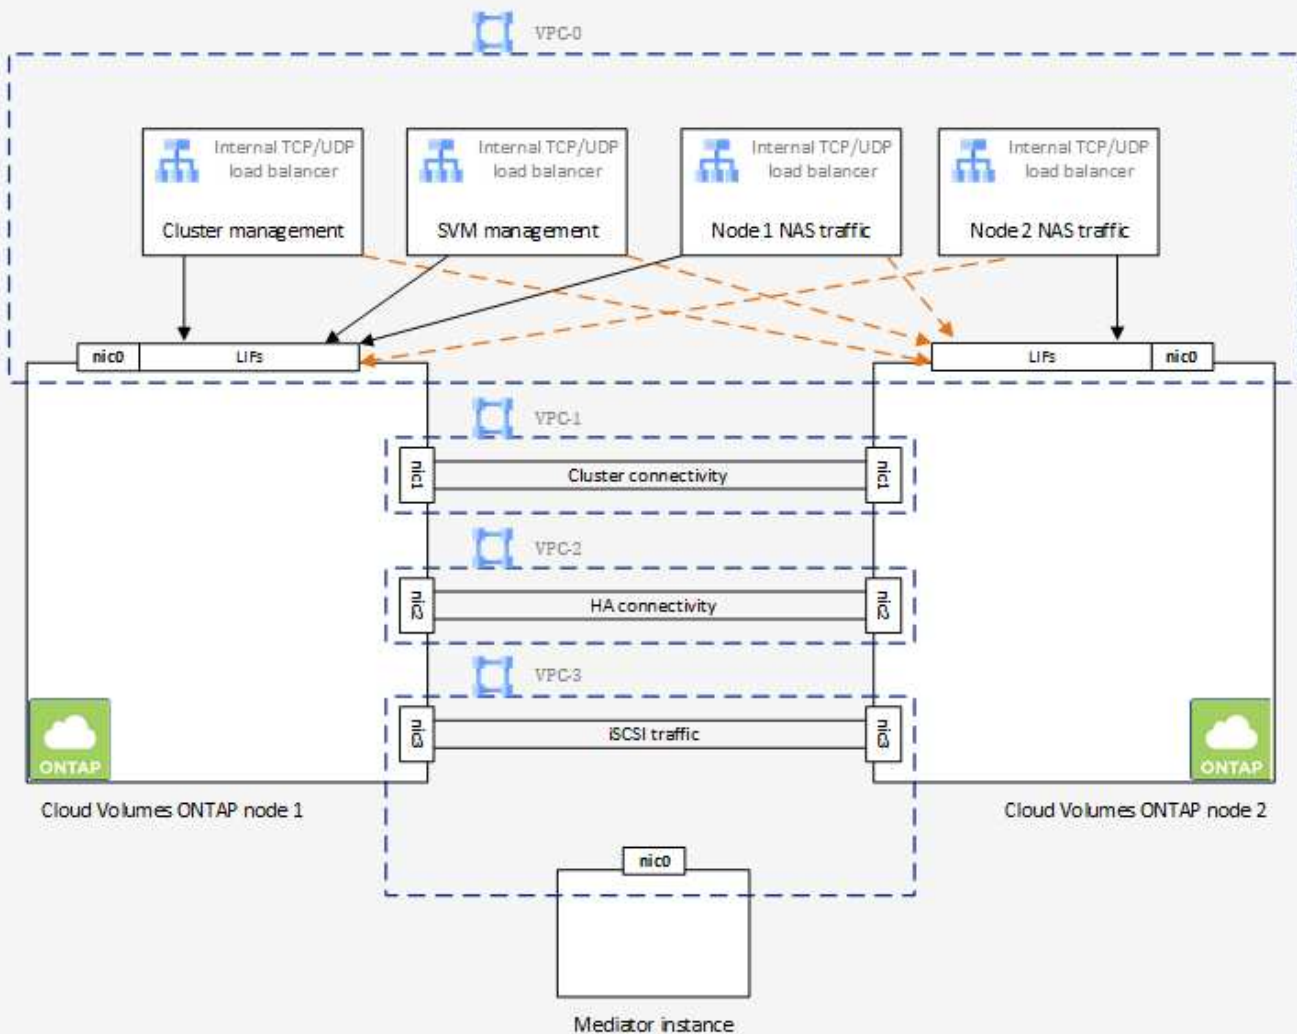 VPC-0
Internal TCP/UDP
load balancer
Cluster management
Internal TCP/UDP
load balancer
SVM management
Internal TCP/UDP
load balancer
Node 1 NAS traffic
Internal TCP/UDP
load balancer
Node 2 NAS traffic
nic0
LIFs
LIFs
nic0
VPC-1
nic1
Cluster connectivity
nic1
VPC-2
nic2
HA connectivity
nic2
VPC-3
nic3
iSCSI traffic
nic3
ONTAP
ONTAP
Cloud Volumes ONTAP node 1
Cloud Volumes ONTAP node 2
nic0
Mediator instance